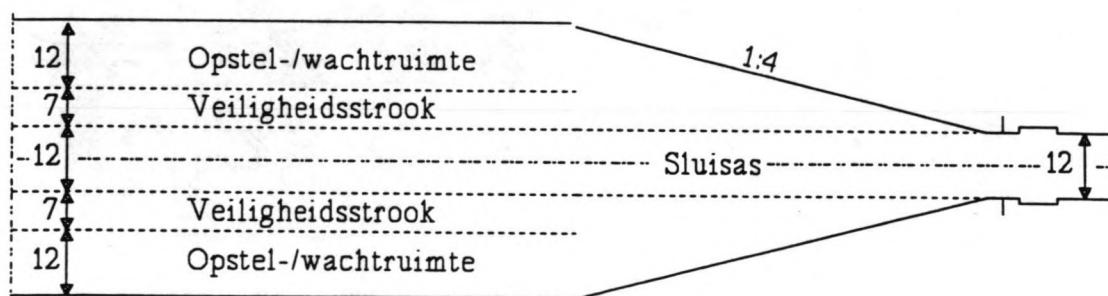 12 Opstel-/wachtruimte
1:4
7 Veiligheidsstrook
12 Sluisas 12
7 Veiligheidsstrook
12 Opstel-/wachtruimte